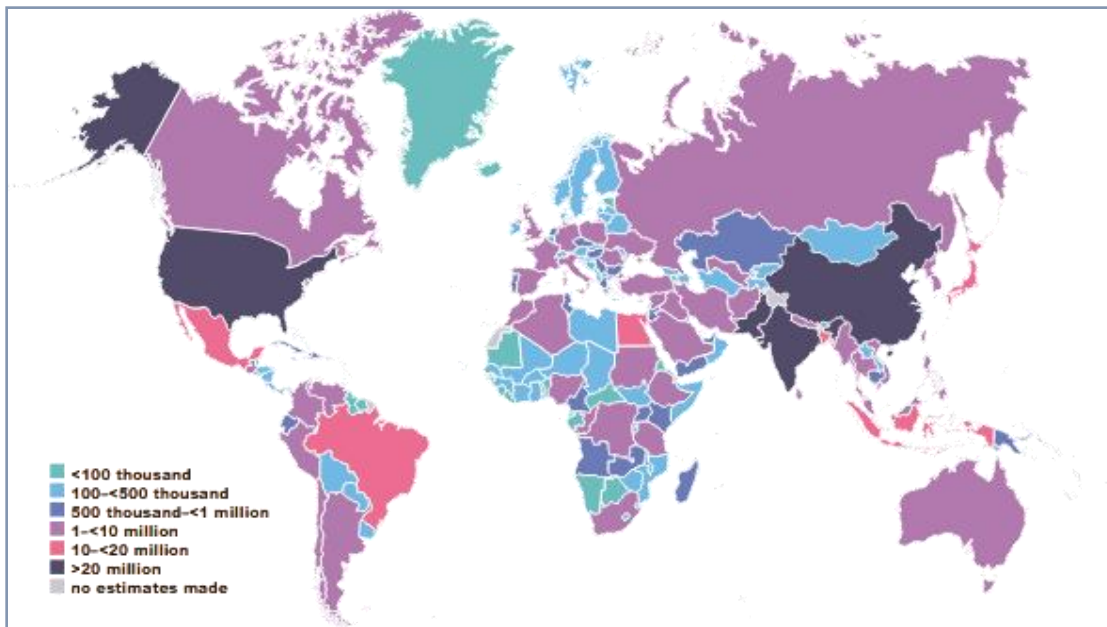 <100 thousand
100–<500 thousand
500 thousand–<1 million
1–<10 million
10–<20 million
>20 million
no estimates made